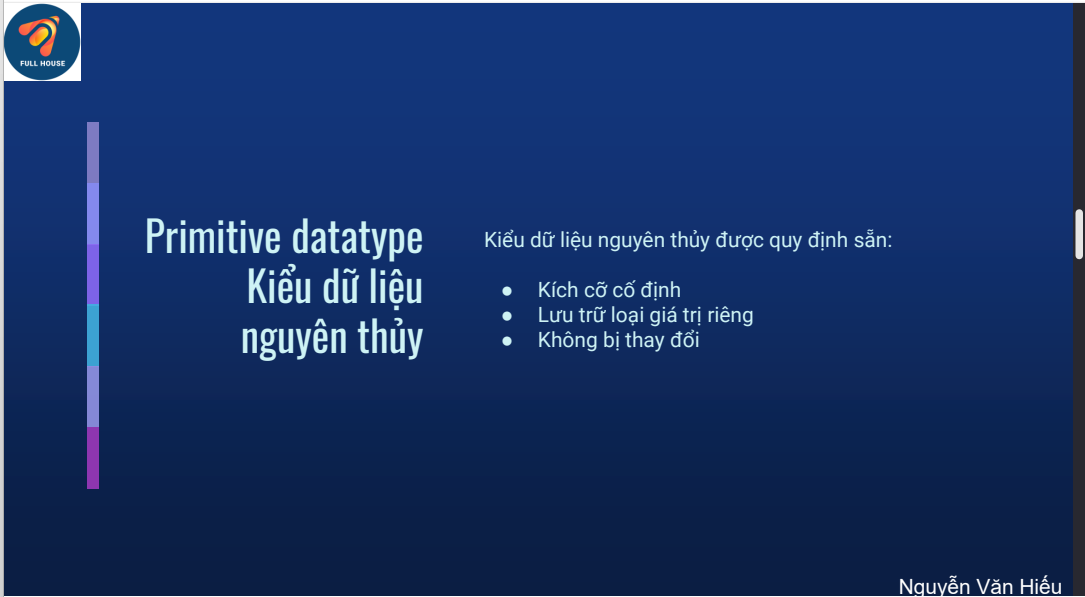 FULL HOUSE
Primitive datatype
Kiểu dữ liệu
nguyên thủy
Kiểu dữ liệu nguyên thủy được quy định sẵn:
● Kích cỡ cố định
● Lưu trữ loại giá trị riêng
● Không bị thay đổi
Nguyễn Văn Hiếu